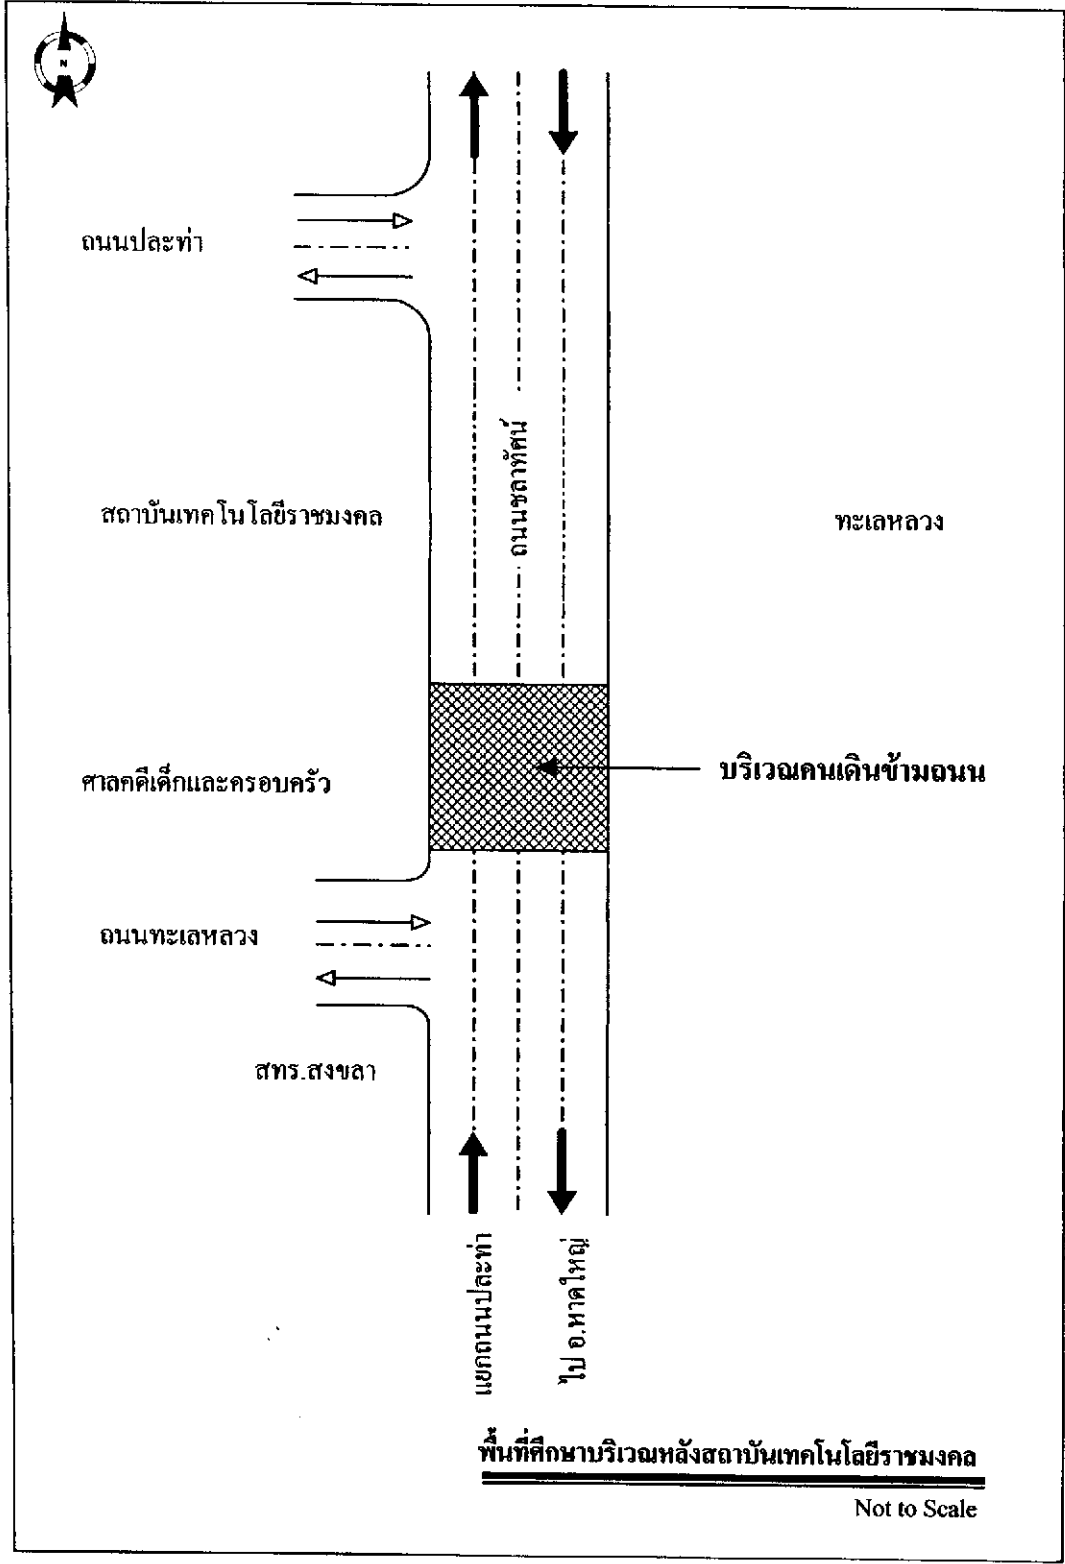 N
ถนนปละท่า
ถนนชลาทัศน์
สถาบันเทคโนโลยีราชมงคล
ทะเลหลวง
ศาลคดีเด็กและครอบครัว
บริเวณคนเดินข้ามถนน
ถนนทะเลหลวง
สทร.สงขลา
แยกถนนปละท่า
ไป อ.หาดใหญ่
พื้นที่ศึกษาบริเวณหลังสถาบันเทคโนโลยีราชมงคล
Not to Scale